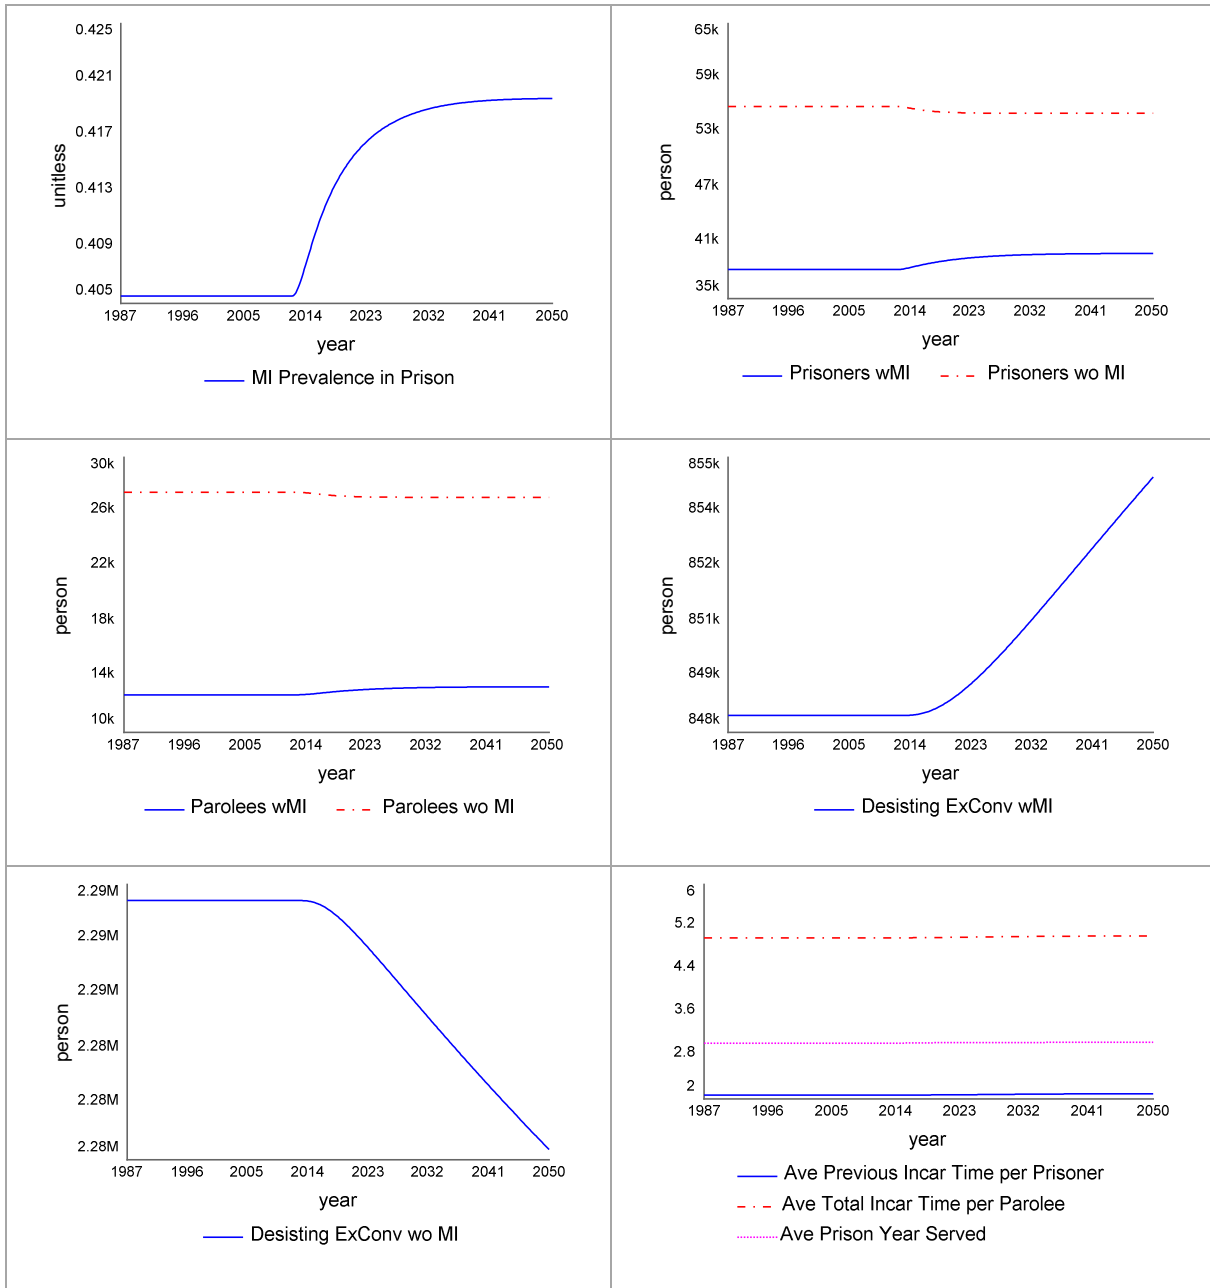 0.425
0.421
0.417
0.413
0.409
0.405
unitless
1987 1996 2005 2014 2023 2032 2041 2050
year
MI Prevalence in Prison
65k
59k
53k
47k
41k
35k
person
1987 1996 2005 2014 2023 2032 2041 2050
year
Prisoners wMI Prisoners wo MI
30k
26k
22k
18k
14k
10k
person
1987 1996 2005 2014 2023 2032 2041 2050
year
Parolees wMI Parolees wo MI
855k
854k
852k
851k
849k
848k
person
1987 1996 2005 2014 2023 2032 2041 2050
year
Desisting ExConv wMI
2.29M
2.29M
2.29M
2.28M
2.28M
2.28M
person
1987 1996 2005 2014 2023 2032 2041 2050
year
Desisting ExConv wo MI
6
5.2
4.4
3.6
2.8
2
1987 1996 2005 2014 2023 2032 2041 2050
year
Ave Previous Incar Time per Prisoner
Ave Total Incar Time per Parolee
Ave Prison Year Served